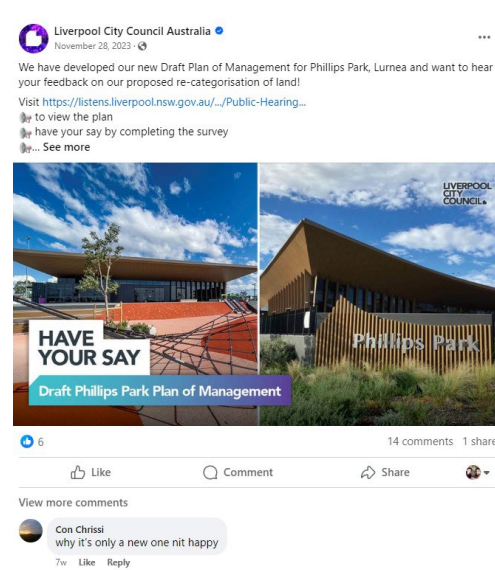 Liverpool City Council Australia
November 28, 2023 ·
We have developed our new Draft Plan of Management for Phillips Park, Lurnea and want to hear
your feedback on our proposed re-categorisation of land!
Visit https://listens.liverpool.nsw.gov.au/.../Public-Hearing...
to view the plan
have your say by completing the survey
... See more
LIVERPOOL
CITY
COUNCIL
HAVE
YOUR SAY
Phillips Park
Draft Phillips Park Plan of Management
6
14 comments 1 share
Like Comment Share
View more comments
Con Chrissi
why it's only a new one nit happy
7w Like Reply